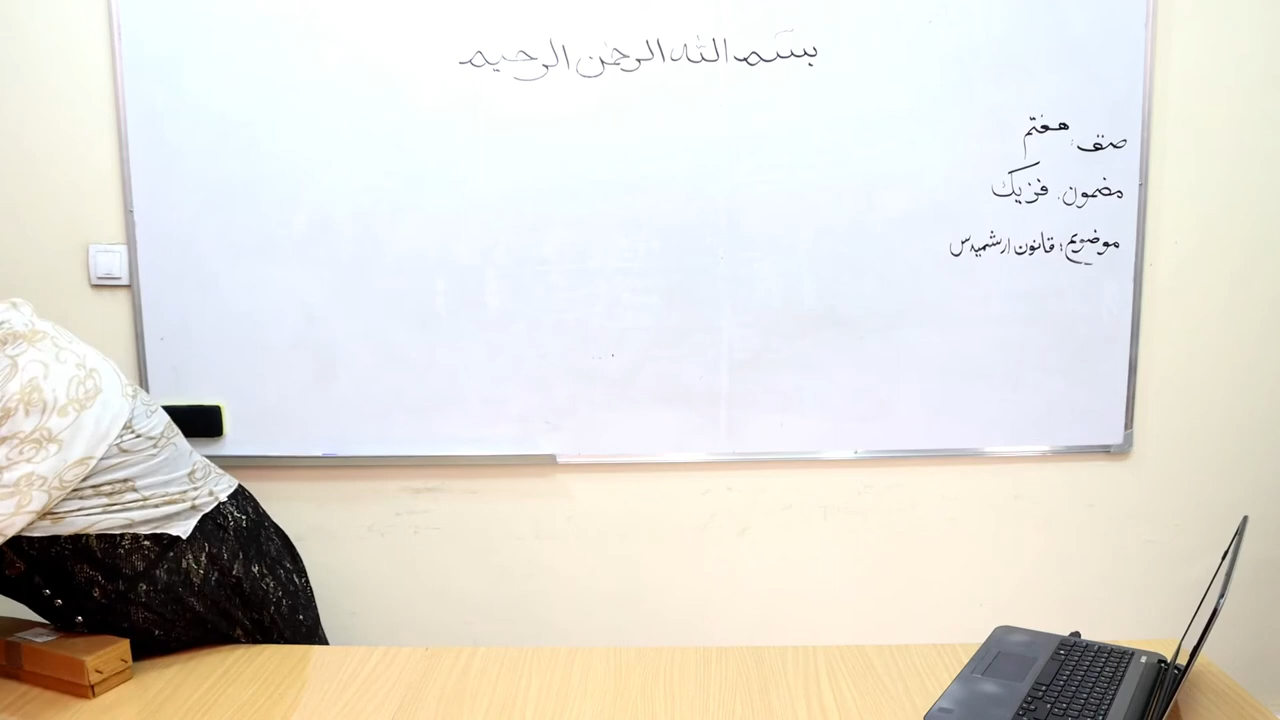 بسم الله الرحمن الرحیم
صنف: هفتم
مضمون: فزیک
موضوع: قانون ارشمیدس